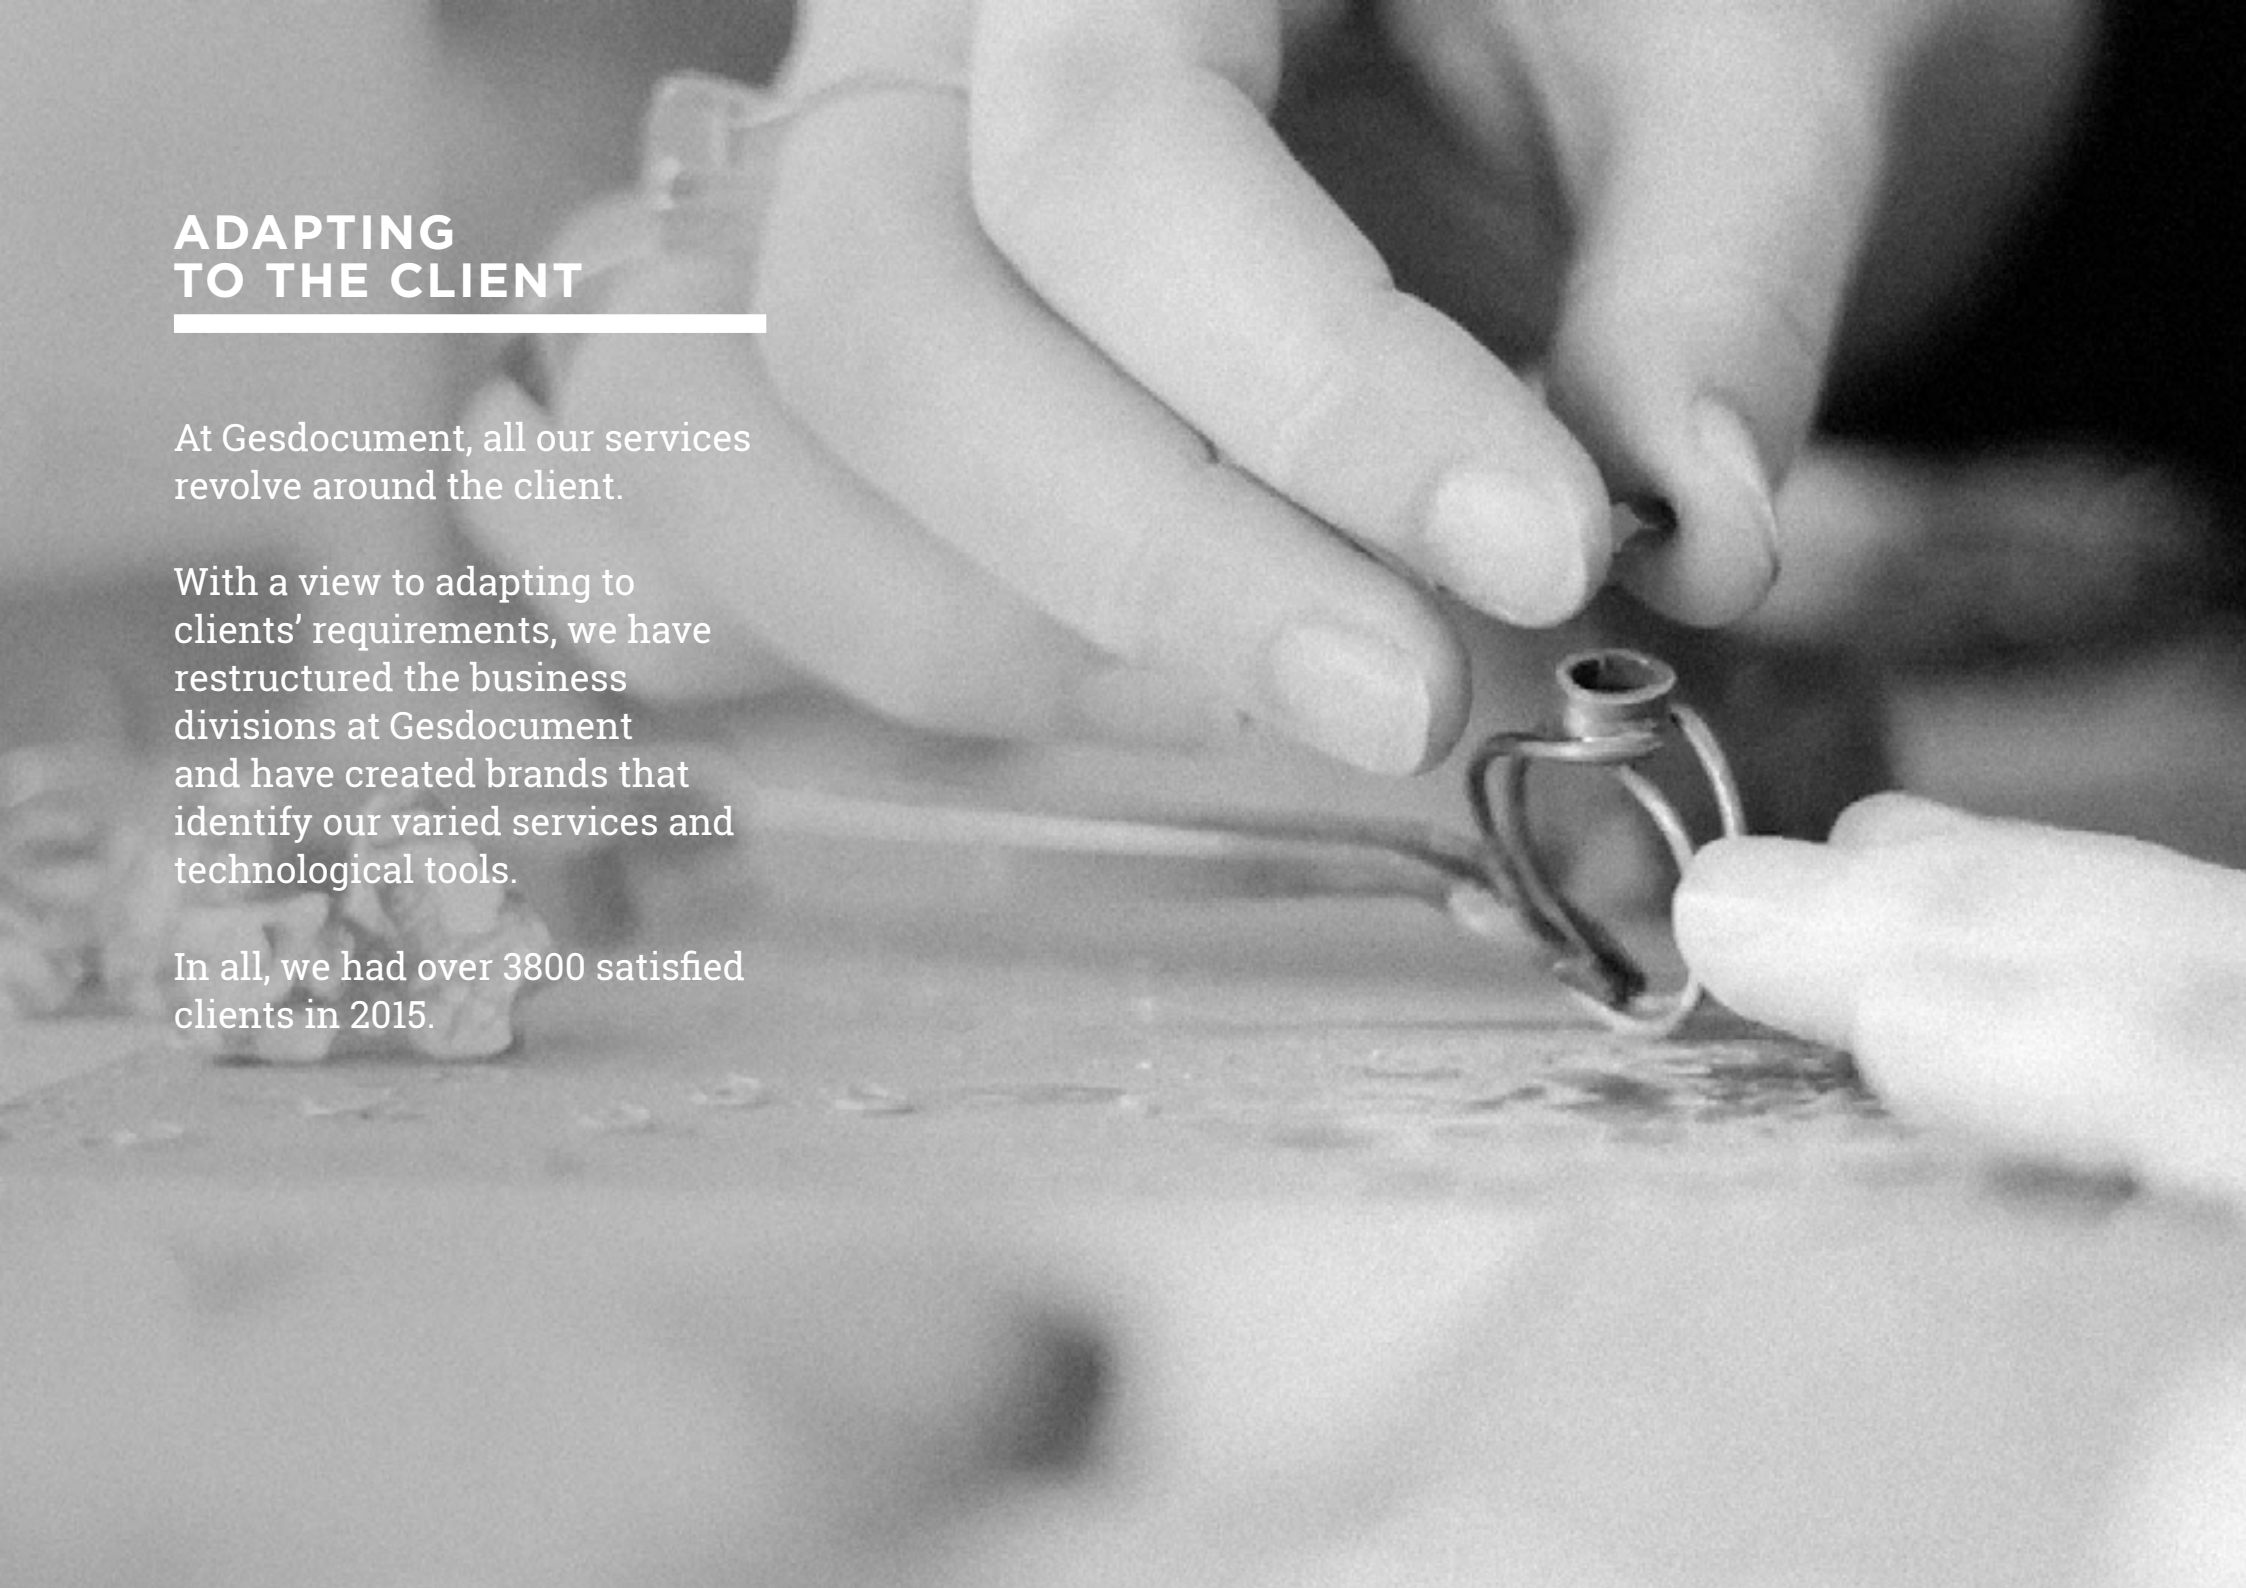 ADAPTING
TO THE CLIENT
At Gesdocument, all our services
revolve around the client.
With a view to adapting to
clients’ requirements, we have
restructured the business
divisions at Gesdocument
and have created brands that
identify our varied services and
technological tools.
In all, we had over 3800 satisfied
clients in 2015.